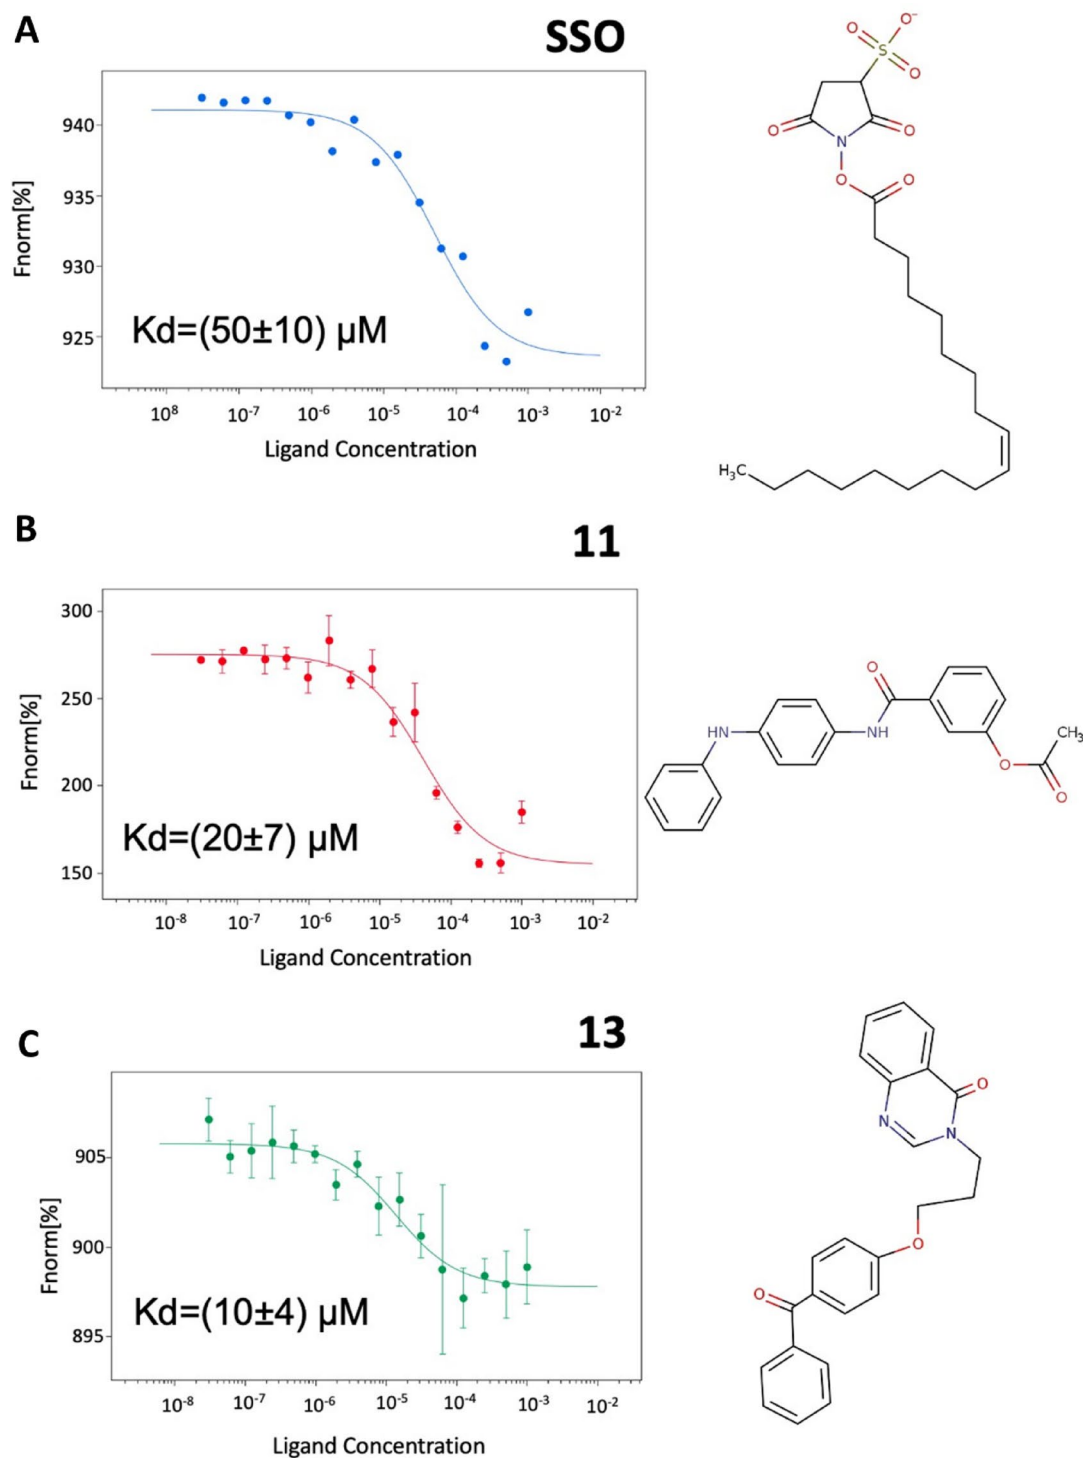 A
SSO
940
935
930
925
Fnorm[%]
Kd=(50±10) µM
10⁸ 10⁻⁷ 10⁻⁶ 10⁻⁵ 10⁻⁴ 10⁻³ 10⁻²
Ligand Concentration
O O⁻
S
O
O N O
O O
H₃C
B
11
300
250
200
150
Fnorm[%]
Kd=(20±7) µM
10⁻⁸ 10⁻⁷ 10⁻⁶ 10⁻⁵ 10⁻⁴ 10⁻³ 10⁻²
Ligand Concentration
O
HN NH
CH₃
O
O
C
13
905
900
895
Fnorm[%]
Kd=(10±4) µM
10⁻⁸ 10⁻⁷ 10⁻⁶ 10⁻⁵ 10⁻⁴ 10⁻³ 10⁻²
Ligand Concentration
O
N
N
O
O